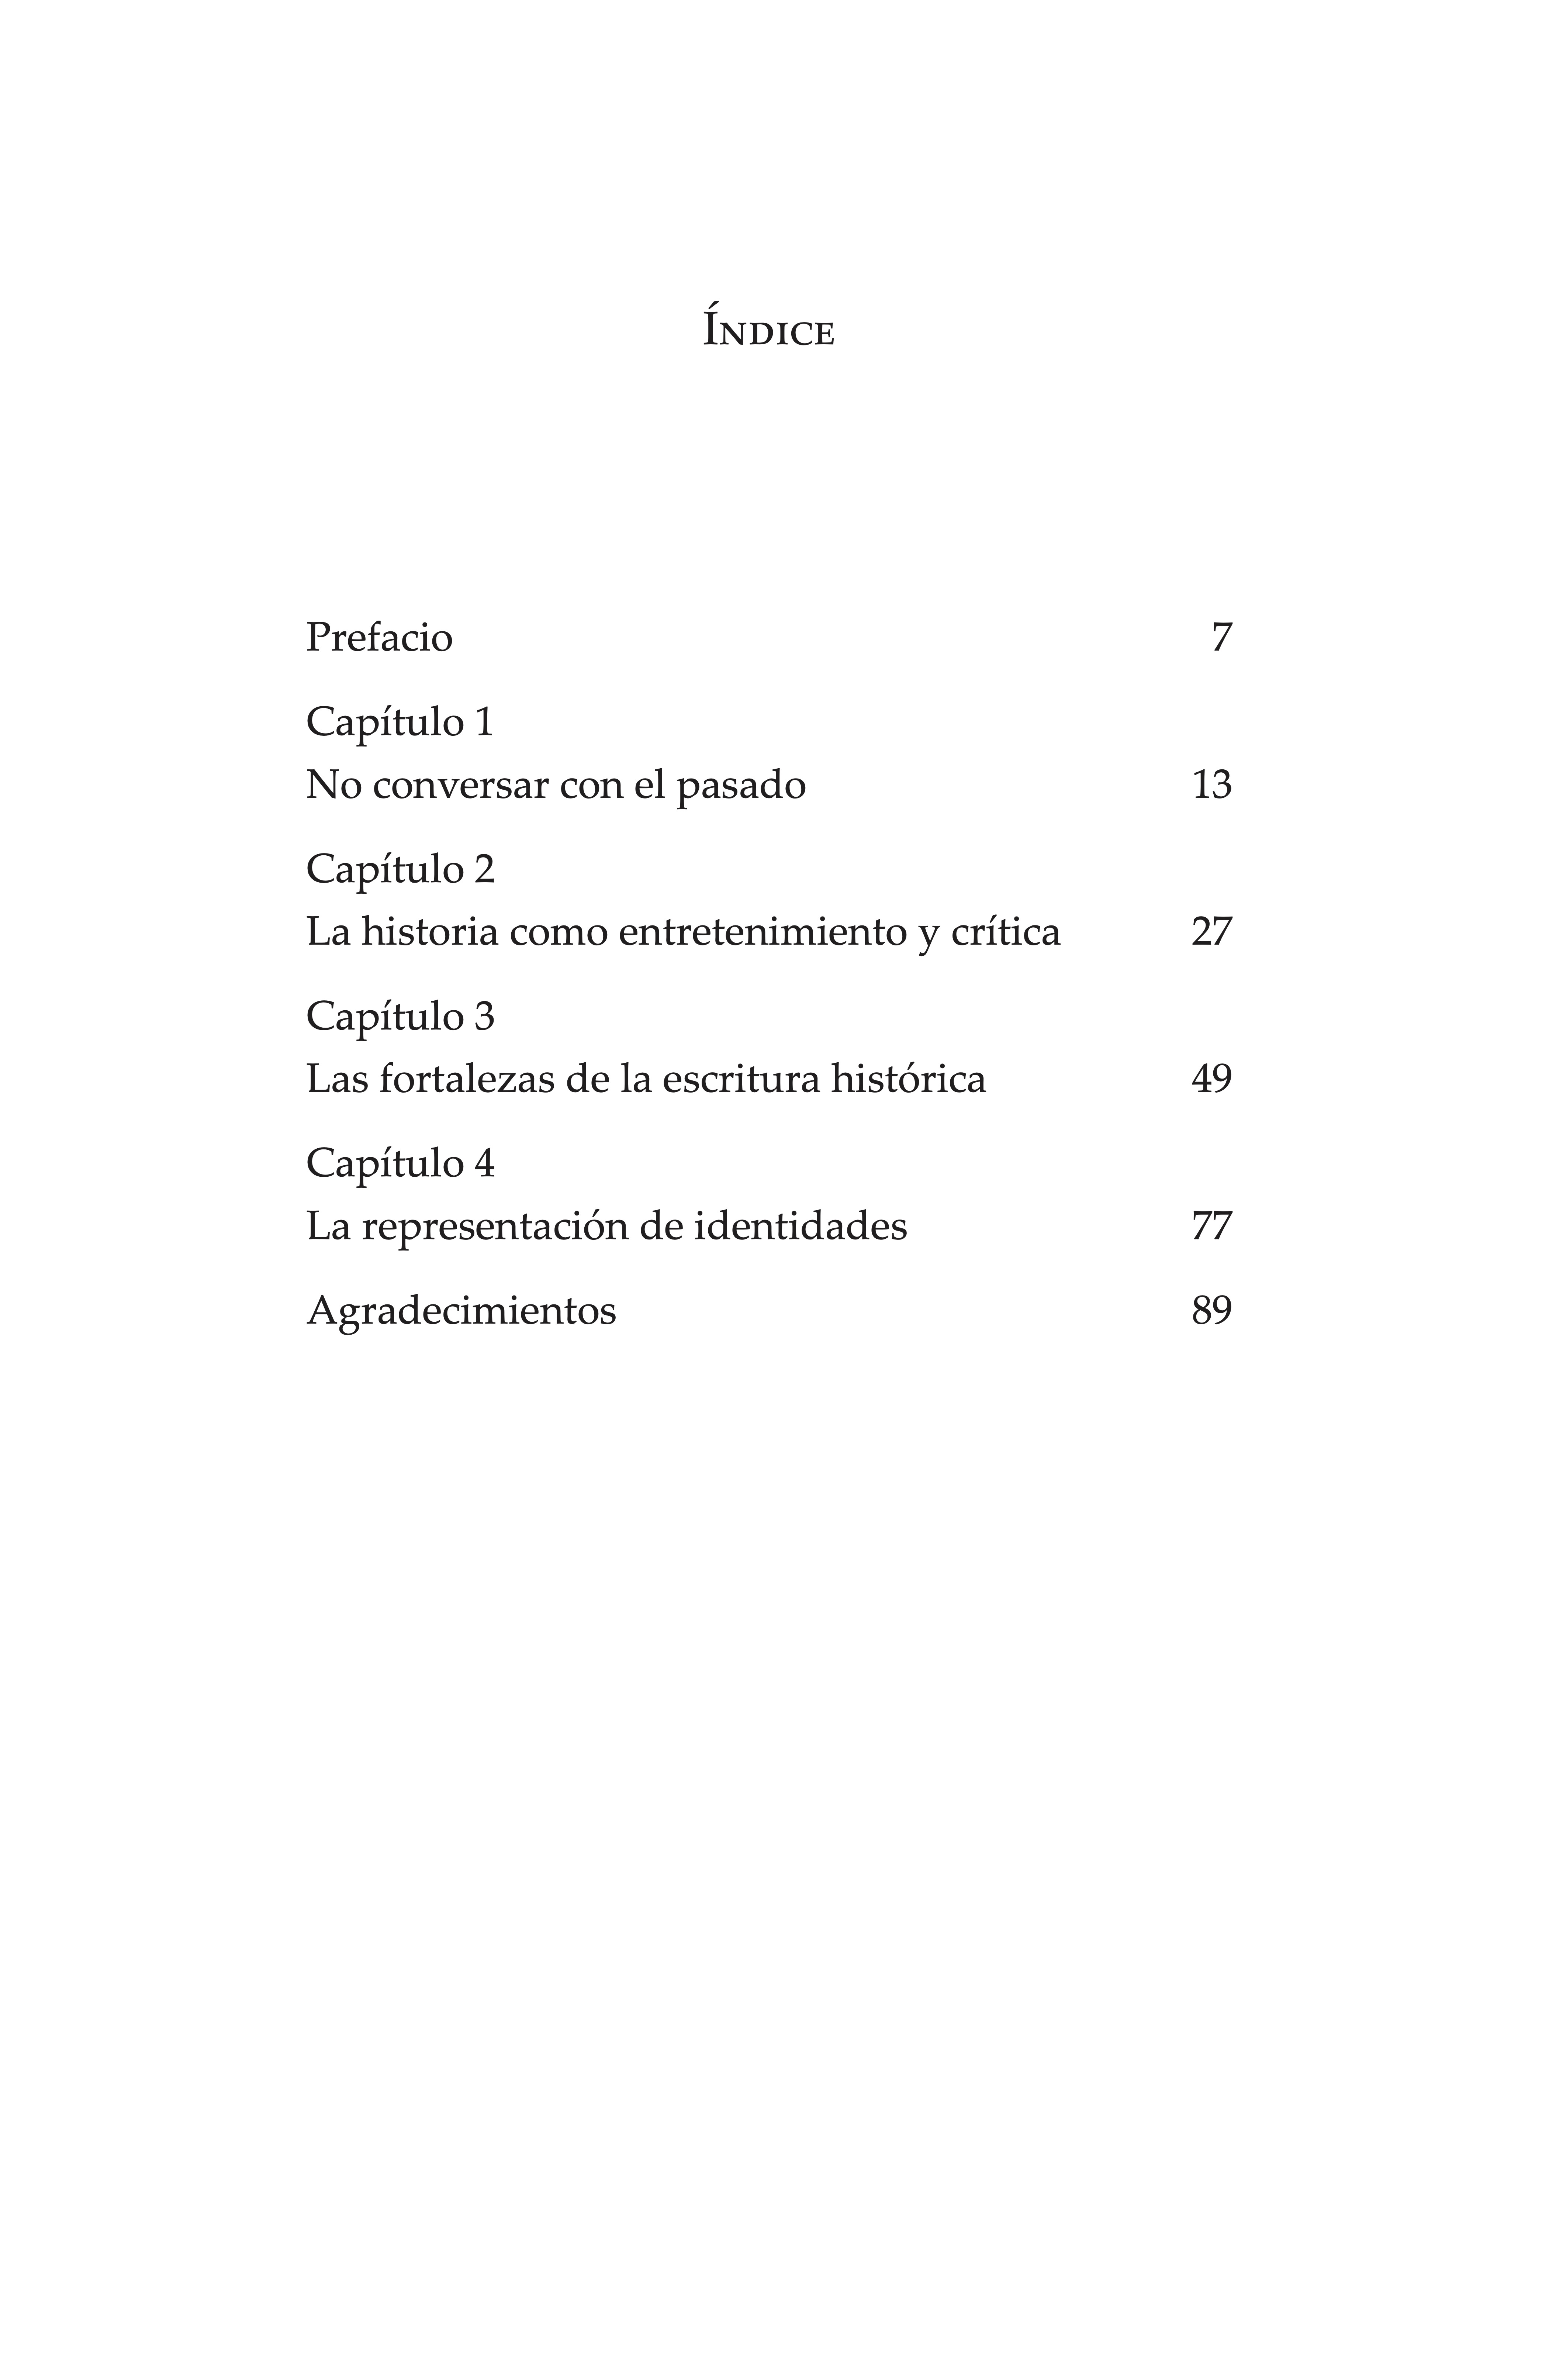 Índice
Prefacio 7
Capítulo 1
No conversar con el pasado 13
Capítulo 2
La historia como entretenimiento y crítica 27
Capítulo 3
Las fortalezas de la escritura histórica 49
Capítulo 4
La representación de identidades 77
Agradecimientos 89